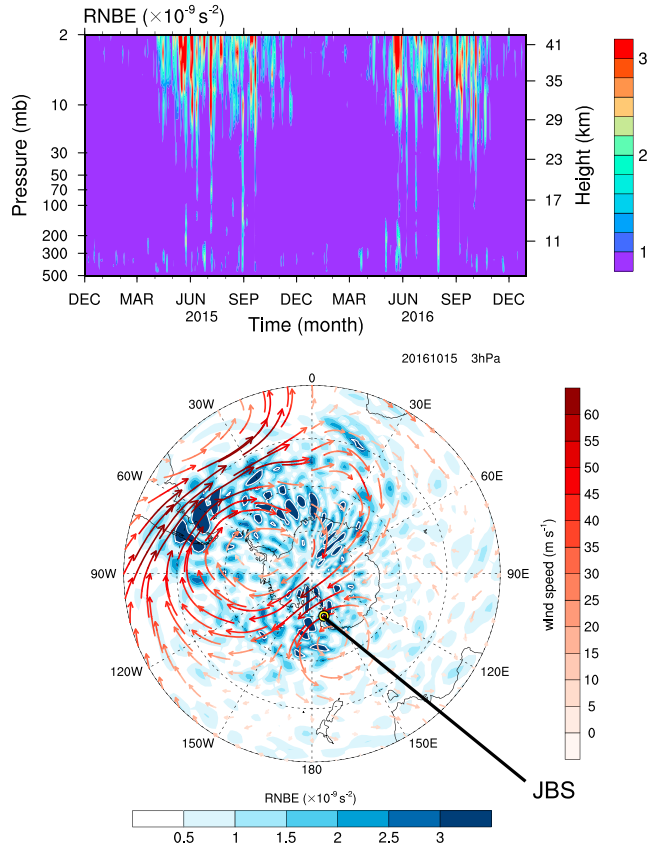 RNBE (×10⁻⁹ s⁻²)
Pressure (mb)
2
10
30
50
70
100
200
300
500
Height (km)
41
35
29
23
17
11
3
2
1
DEC MAR JUN SEP DEC MAR JUN SEP DEC
2015 2016
Time (month)
20161015 3hPa
0
30W 30E
60W 60E
90W 90E
120W 120E
150W 150E
180
wind speed (m s⁻¹)
60
55
50
45
40
35
30
25
20
15
10
5
0
JBS
RNBE (×10⁻⁹ s⁻²)
0.5 1 1.5 2 2.5 3